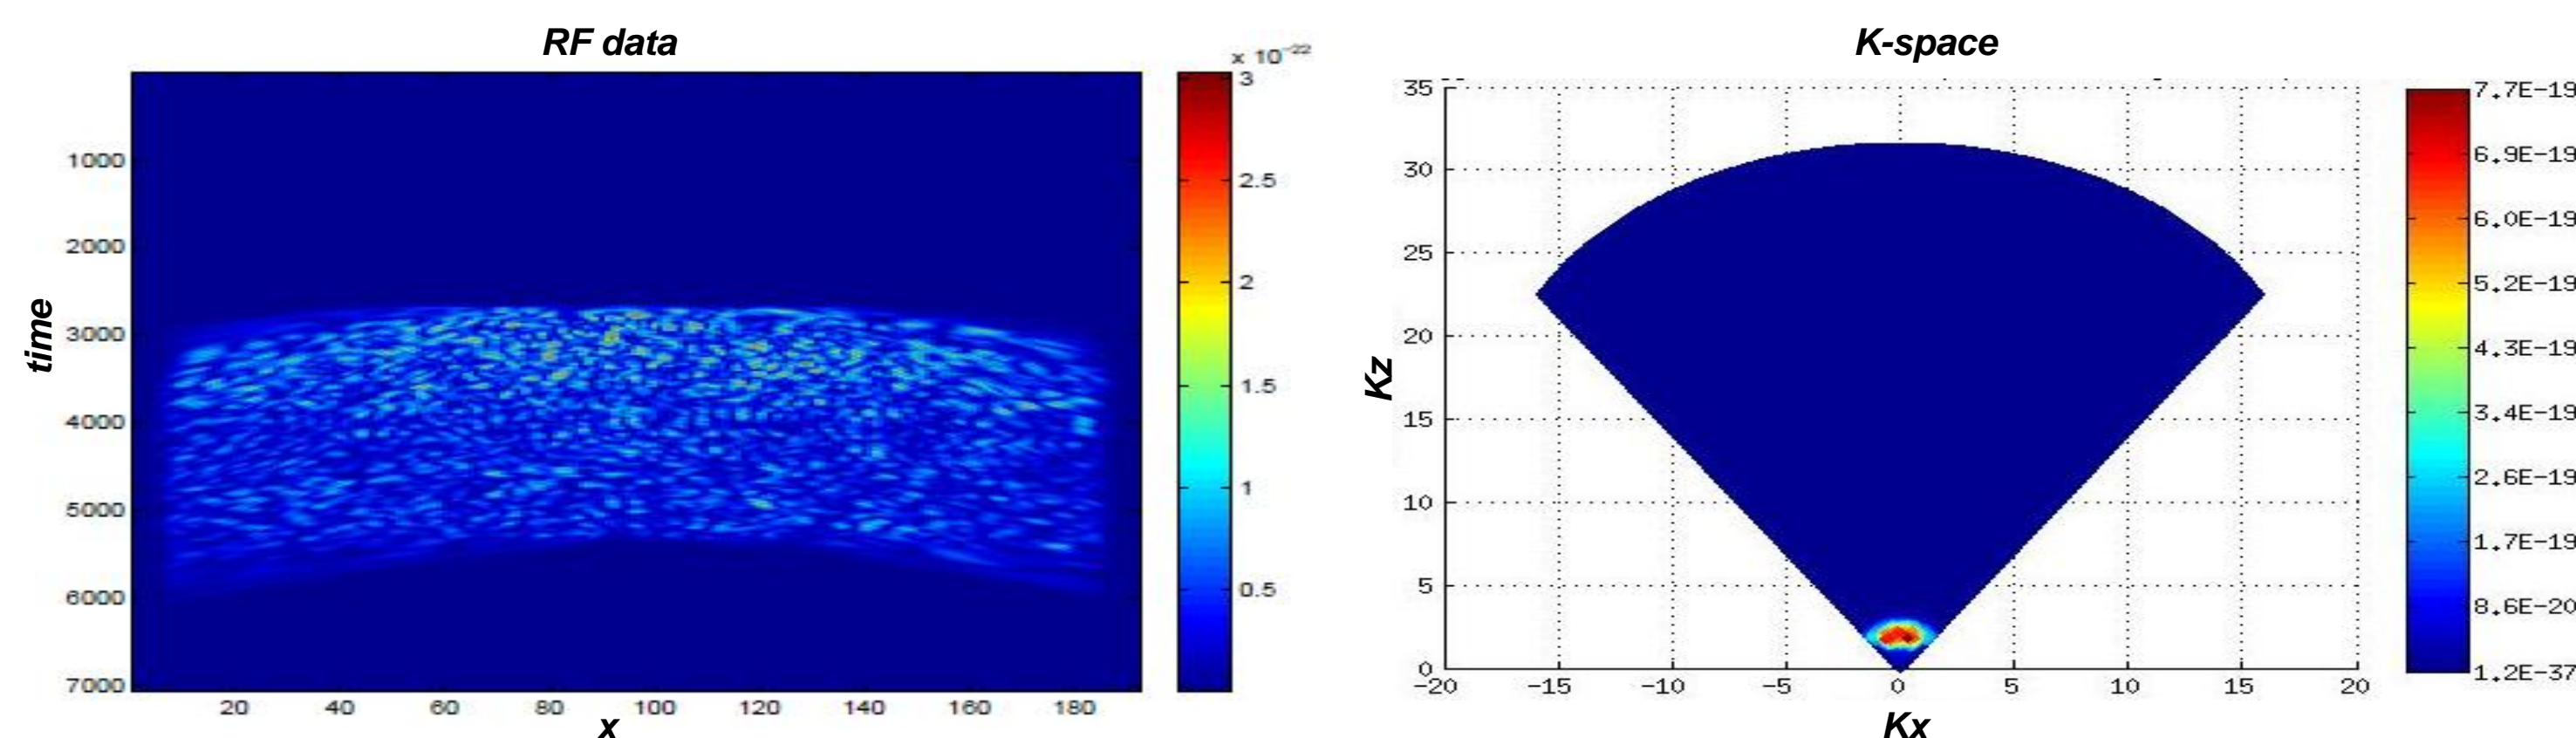 RF data
x 10-22
3
2.5
2
1.5
1
0.5
time
1000
2000
3000
4000
5000
6000
7000
20 40 60 80 100 120 140 160 180
x
K-space
35
30
25
20
15
10
5
0
Kz
-20 -15 -10 -5 0 5 10 15 20
Kx
7.7E-19
6.9E-19
6.0E-19
5.2E-19
4.3E-19
3.4E-19
2.6E-19
1.7E-19
8.6E-20
1.2E-37